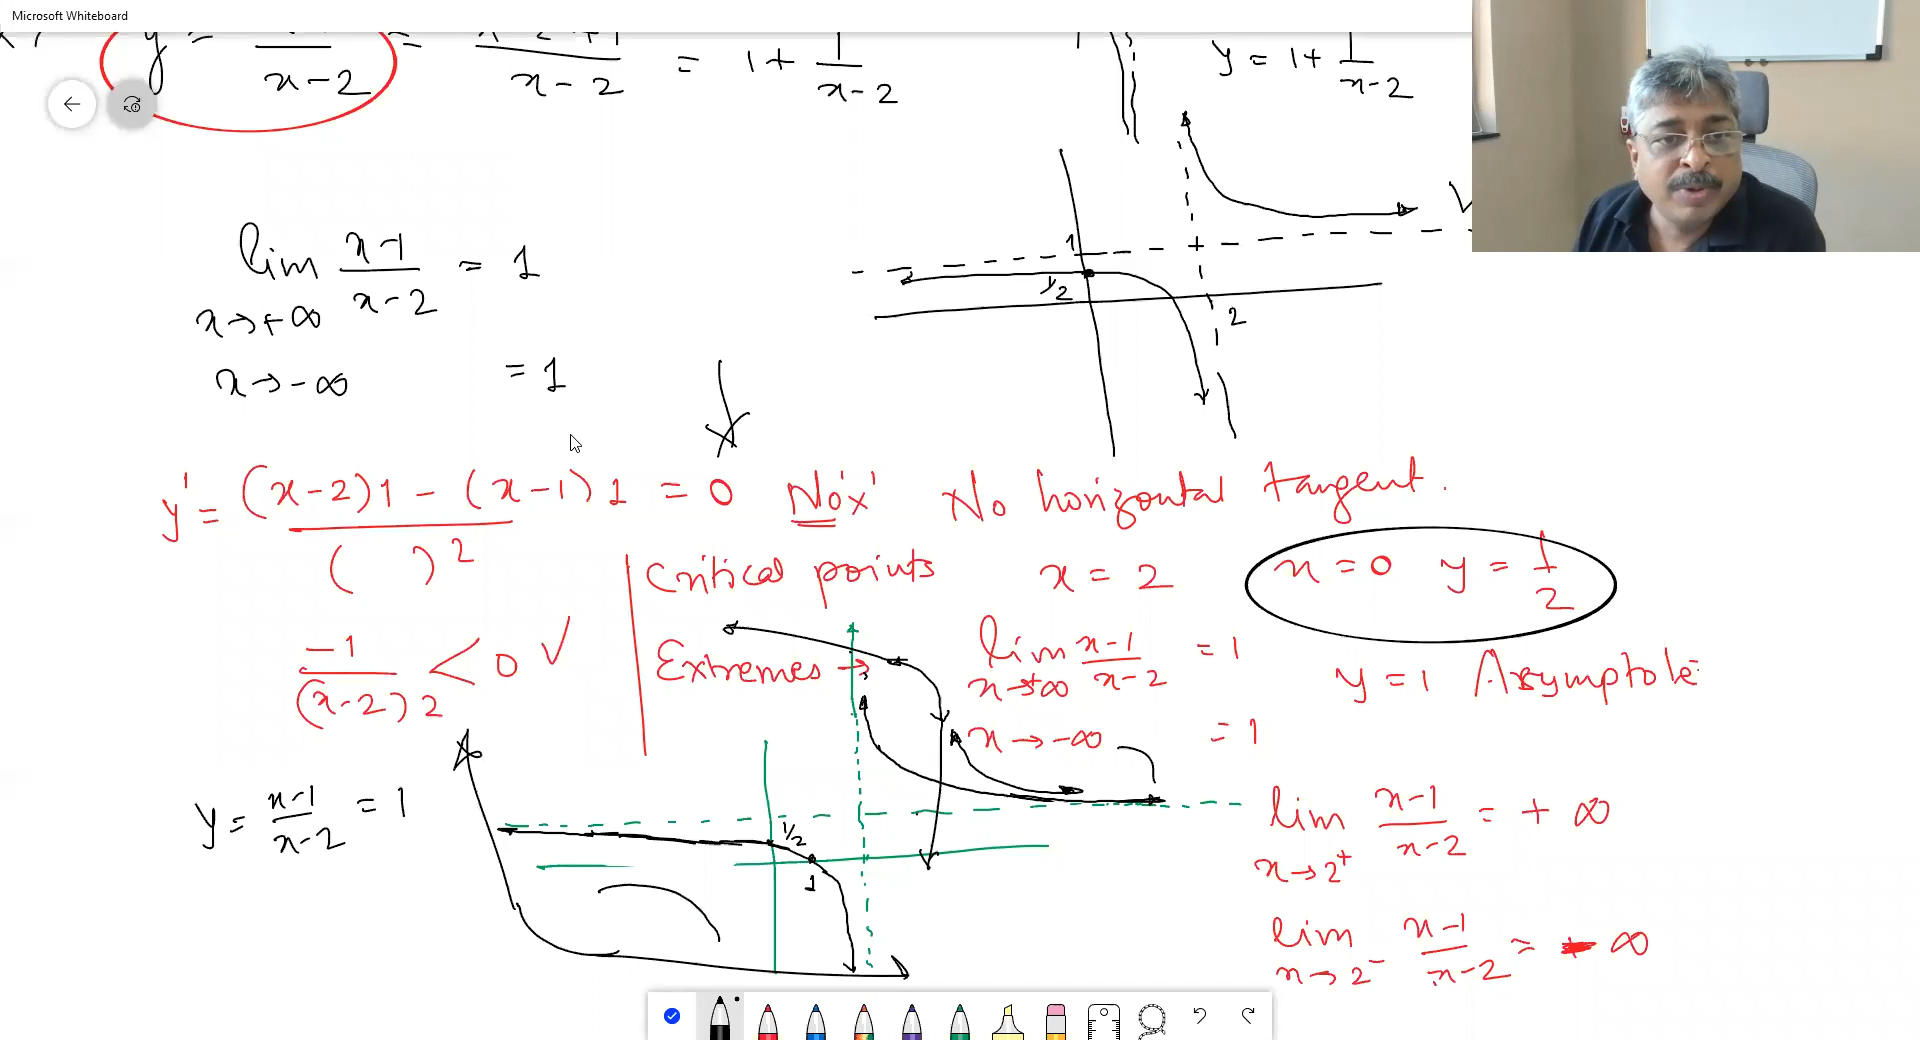 Microsoft Whiteboard
y = x-2 = x-2+1 / x-2 = 1 + 1/x-2
y = 1 + 1/x-2
lim x-1/x-2 = 1
x→+∞
x→-∞ = 1
1
1/2
2
y' = (x-2)1 - (x-1)1 / ( )2 = 0 No 'x' No horizontal tangent.
Critical points x = 2
x = 0 y = 1/2
-1/(x-2)2 < 0 ✓
Extremes →
lim x-1/x-2 = 1
x→+∞
x→-∞ = 1
y = 1 Asymptote
y = x-1/x-2 = 1
1/2
1
lim x-1/x-2 = + ∞
x→2+
lim x-1/x-2 = - ∞
x→2-